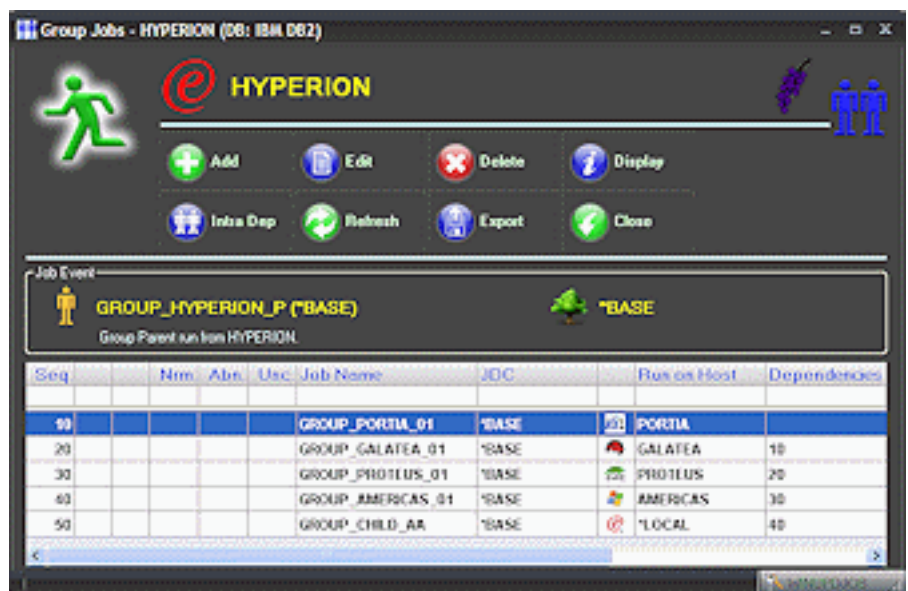 Group Jobs - HYPERION (DB: IBM DB2)
HYPERION
Add Edit Delete Display
Intra Dep Refresh Export Close
Job Event
GROUP_HYPERION_P (*BASE) *BASE
Group Parent run from HYPERION.
Seq Nrm Abn Usc Job Name JDC Run on Host Dependencies
10 GROUP_PORTIA_01 *BASE PORTIA
20 GROUP_GALATEA_01 *BASE GALATEA 10
30 GROUP_PROTEUS_01 *BASE PROTEUS 20
40 GROUP_AMERICAS_01 *BASE AMERICAS 30
50 GROUP_CHILD_AA *BASE *LOCAL 40